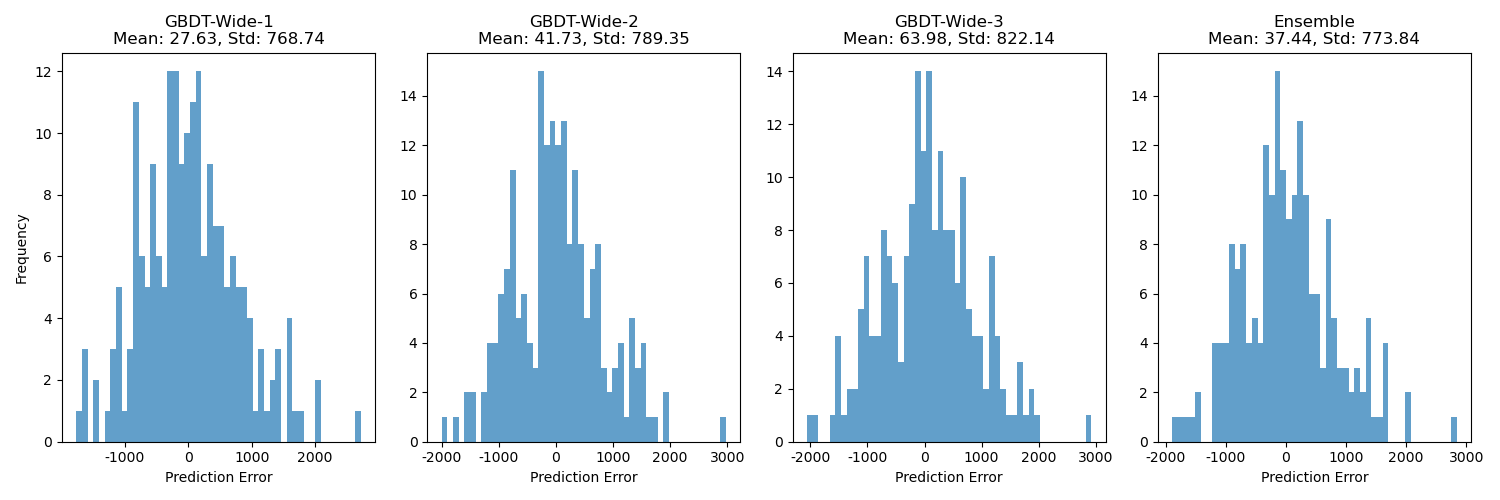 GBDT-Wide-1
Mean: 27.63, Std: 768.74
Frequency
12
10
8
6
4
2
0
-1000 0 1000 2000
Prediction Error
GBDT-Wide-2
Mean: 41.73, Std: 789.35
14
12
10
8
6
4
2
0
-2000 -1000 0 1000 2000 3000
Prediction Error
GBDT-Wide-3
Mean: 63.98, Std: 822.14
14
12
10
8
6
4
2
0
-2000 -1000 0 1000 2000 3000
Prediction Error
Ensemble
Mean: 37.44, Std: 773.84
14
12
10
8
6
4
2
0
-2000 -1000 0 1000 2000 3000
Prediction Error